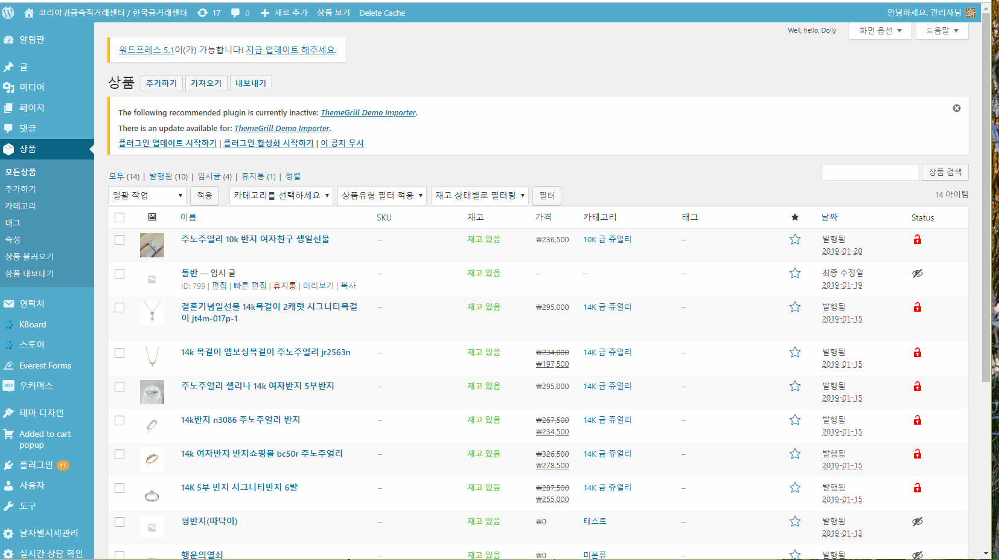 코리아귀금속직거래센터 / 한국금거래센터 17 0 새로 추가 상품 보기 Delete Cache 안녕하세요, 관리자님
Well, hello, Dolly 화면 옵션 ▼ 도움말 ▼
알림판
글
미디어
페이지
댓글
상품
모든상품
추가하기
카테고리
태그
속성
상품 불러오기
상품 내보내기
연락처
KBoard
스토어
Everest Forms
우커머스
테마 디자인
Added to cart
popup
플러그인 11
사용자
도구
날자별시세관리
실시간 상담 확인
워드프레스 5.1이(가) 가능합니다! 지금 업데이트 해주세요.
상품 추가하기 가져오기 내보내기
The following recommended plugin is currently inactive: ThemeGrill Demo Importer.
There is an update available for: ThemeGrill Demo Importer.
플러그인 업데이트 시작하기 | 플러그인 활성화 시작하기 | 이 공지 무시
모두 (14) | 발행됨 (10) | 임시글 (4) | 휴지통 (1) | 정렬
상품 검색
일괄 작업 적용 카테고리를 선택하세요 상품유형 필터 적용 재고 상태별로 필터링 필터 14 아이템
이름 SKU 재고 가격 카테고리 태그 날짜 Status
주노주얼리 10k 반지 여자친구 생일선물 – 재고 있음 ₩236,500 10K 금 쥬얼리 – 발행됨
2019-01-20
돌반 — 임시 글 – 재고 있음 – – – 최종 수정일
ID: 799 | 편집 | 빠른 편집 | 휴지통 | 미리보기 | 복사 2019-01-19
결혼기념일선물 14k목걸이 2캐럿 시그니티목걸 – 재고 있음 ₩295,000 14K 금 쥬얼리 – 발행됨
이 jt4m-017p-1 2019-01-15
14k 목걸이 엠보싱목걸이 주노주얼리 jr2563n – 재고 있음 ₩234,000 14K 금 쥬얼리 – 발행됨
₩197,500 2019-01-15
주노주얼리 셀리나 14k 여자반지 5부반지 – 재고 있음 ₩295,000 14K 금 쥬얼리 – 발행됨
2019-01-15
14k반지 n3086 주노주얼리 반지 – 재고 있음 ₩267,500 14K 금 쥬얼리 – 발행됨
₩234,500 2019-01-15
14k 여자반지 반지쇼핑몰 bc50r 주노주얼리 – 재고 있음 ₩326,500 14K 금 쥬얼리 – 발행됨
₩278,500 2019-01-15
14K 5부 반지 시그니티반지 6발 – 재고 있음 ₩287,500 14K 금 쥬얼리 – 발행됨
₩255,000 2019-01-15
평반지(따닥이) – 재고 있음 ₩0 테스트 – 발행됨
2019-01-13
행운의열쇠 – 재고 있음 ₩0 미분류 – 발행됨